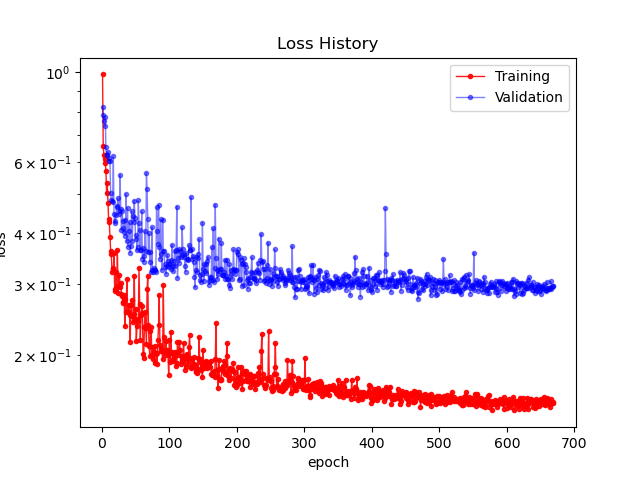 Loss History
Training
Validation
10⁰
6 × 10⁻¹
4 × 10⁻¹
3 × 10⁻¹
2 × 10⁻¹
loss
0 100 200 300 400 500 600 700
epoch